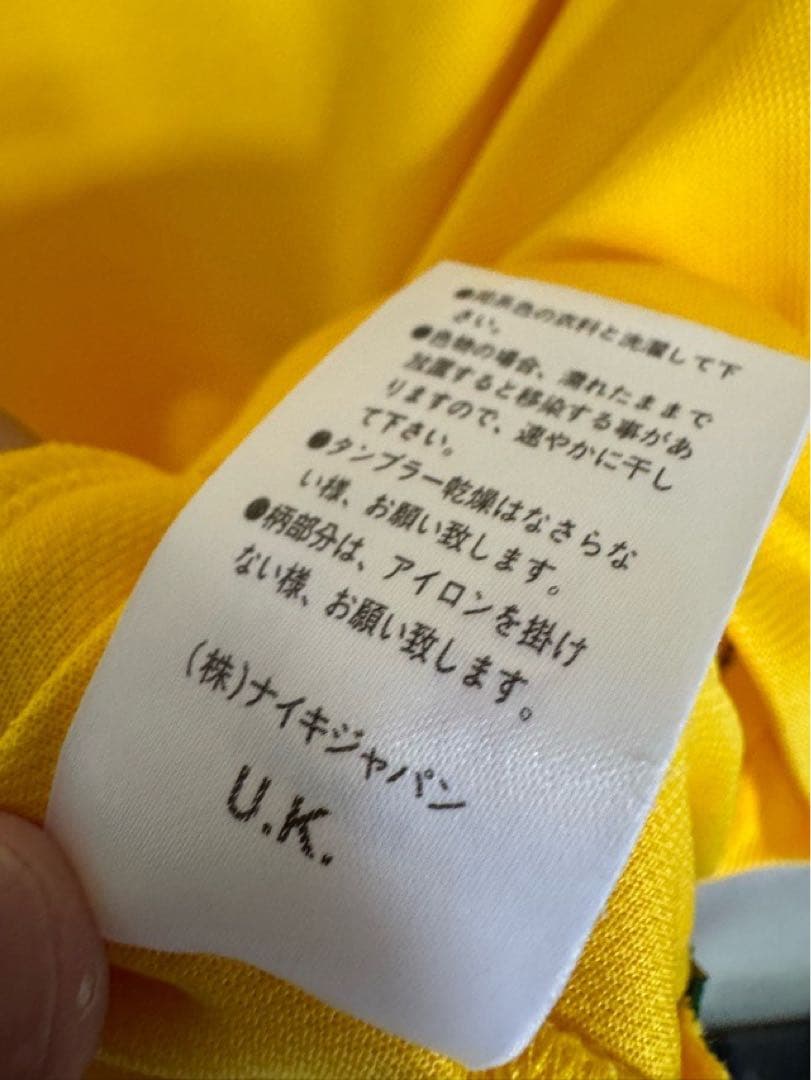 ●同系色の衣料と洗濯して下
さい。
●色物の場合、濡れたままで
放置すると移染する事があ
りますので、速やかに干し
て下さい。
●タンブラー乾燥はなさらな
い様、お願い致します。
●柄部分は、アイロンを掛け
ない様、お願い致します。
(株)ナイキジャパン
U.K.